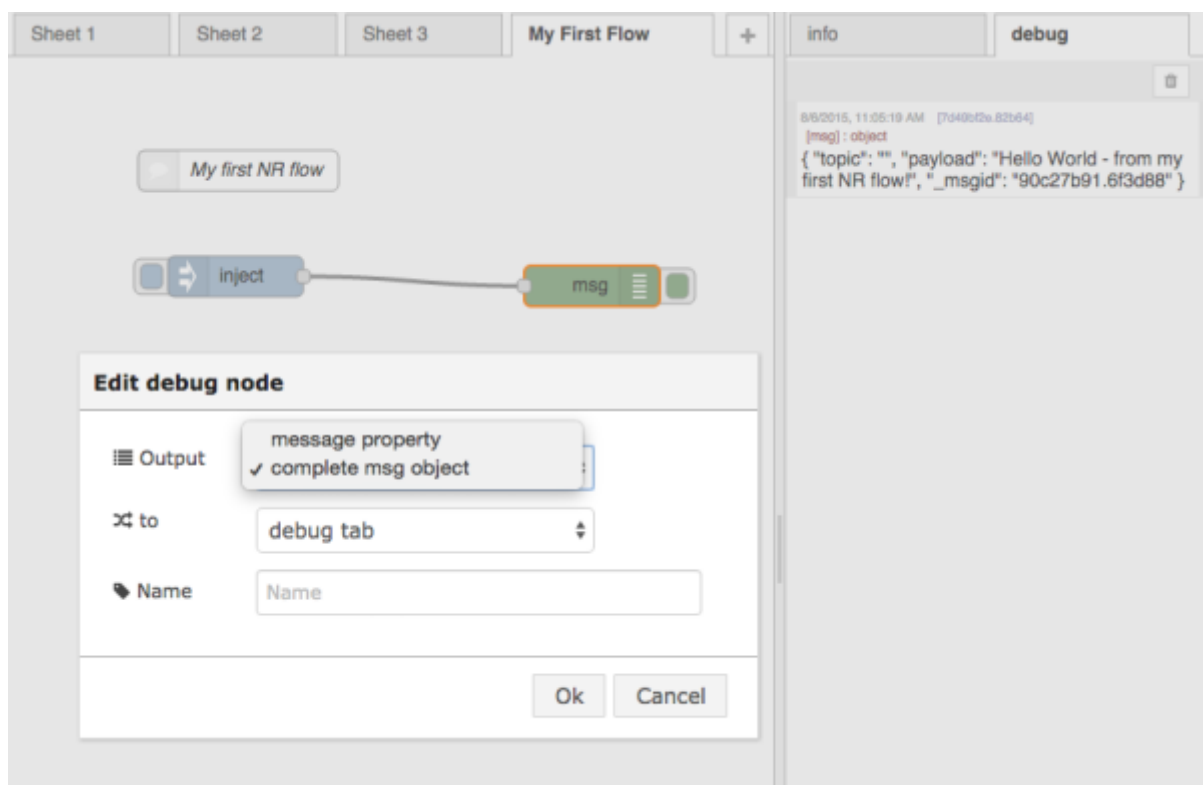 Sheet 1
Sheet 2
Sheet 3
My First Flow
+
info
debug
8/6/2015, 11:05:19 AM [7d49bf2e.82b64]
[msg] : object
{ "topic": "", "payload": "Hello World - from my
first NR flow!", "_msgid": "90c27b91.6f3d88" }
My first NR flow
inject
msg
Edit debug node
Output
message property
✓ complete msg object
to
debug tab
Name
Name
Ok
Cancel